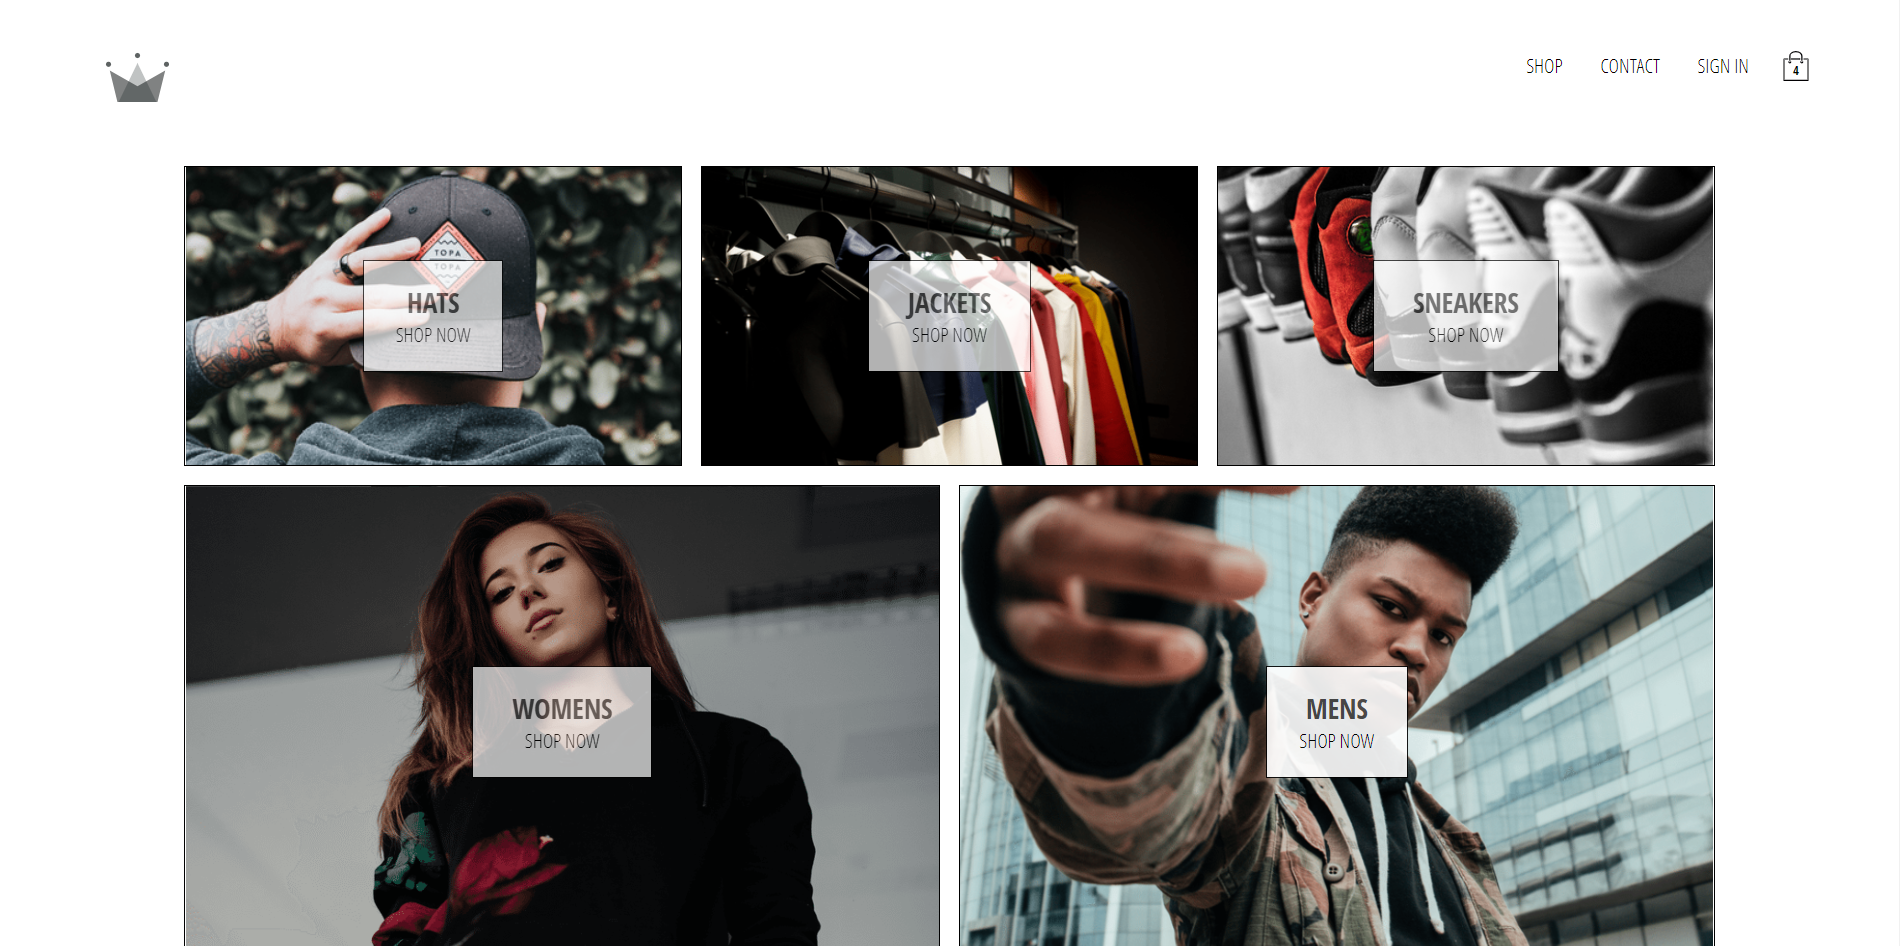 SHOP
CONTACT
SIGN IN
4
TOPA
TOPA
HATS
SHOP NOW
JACKETS
SHOP NOW
SNEAKERS
SHOP NOW
WOMENS
SHOP NOW
MENS
SHOP NOW